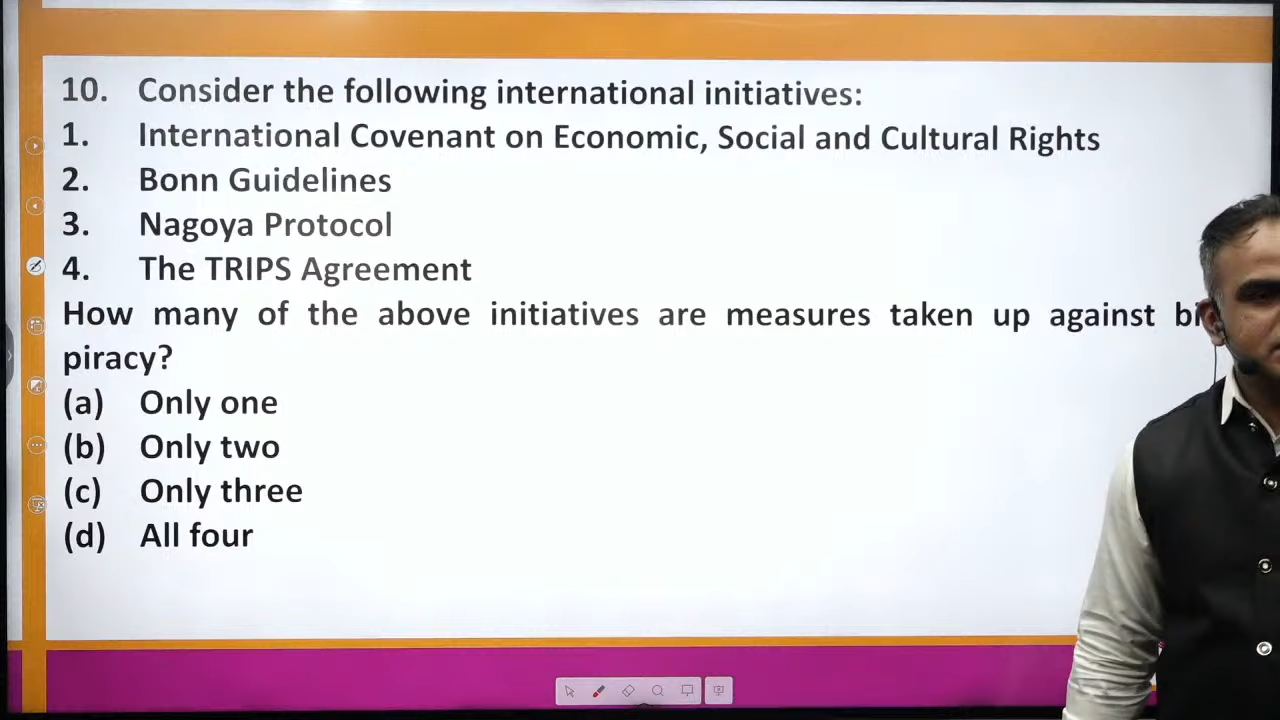 10. Consider the following international initiatives:
1. International Covenant on Economic, Social and Cultural Rights
2. Bonn Guidelines
3. Nagoya Protocol
4. The TRIPS Agreement
How many of the above initiatives are measures taken up against
piracy?
(a) Only one
(b) Only two
(c) Only three
(d) All four